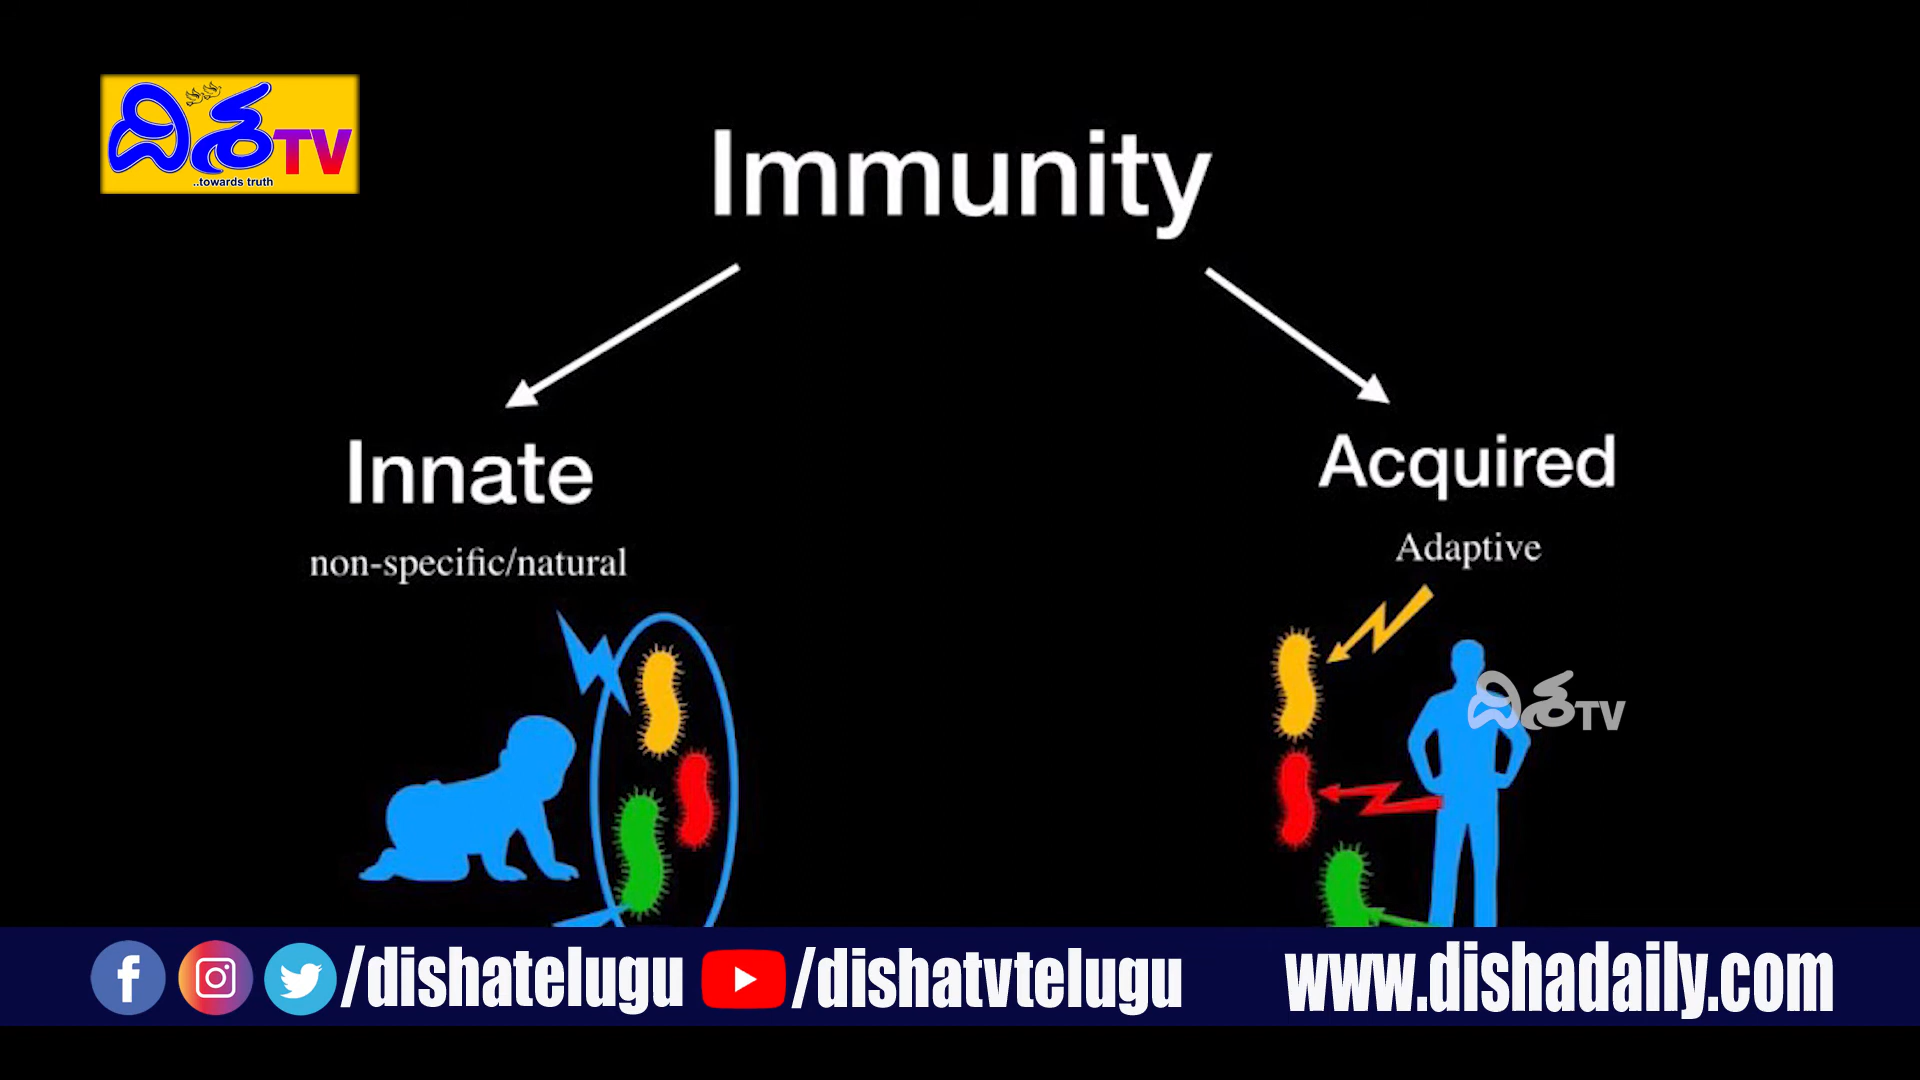 దిశ TV
..towards truth
Immunity
Innate
Acquired
non-specific/natural
Adaptive
దిశ TV
/dishatelugu
/dishatvtelugu
www.dishadaily.com